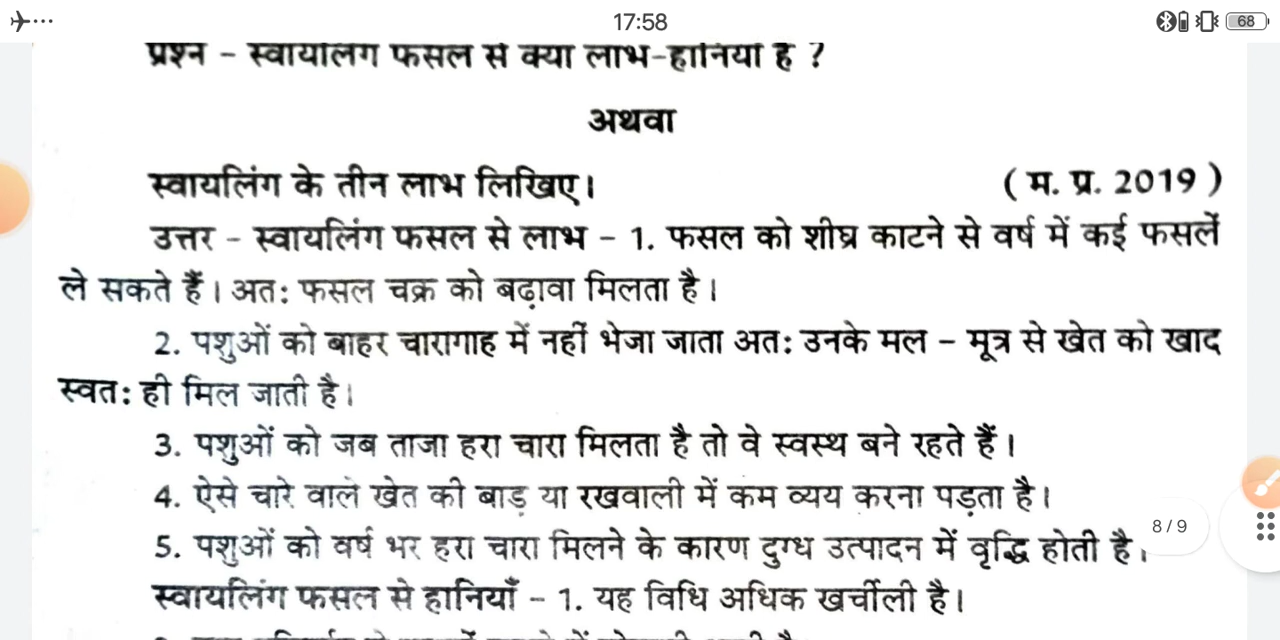 17:58
68
प्रश्न - स्वायलिंग फसल से क्या लाभ-हानियाँ हैं ?
अथवा
स्वायलिंग के तीन लाभ लिखिए।
( म. प्र. 2019 )
उत्तर - स्वायलिंग फसल से लाभ - 1. फसल को शीघ्र काटने से वर्ष में कई फसलें
ले सकते हैं। अत: फसल चक्र को बढ़ावा मिलता है।
2. पशुओं को बाहर चारागाह में नहीं भेजा जाता अत: उनके मल - मूत्र से खेत को खाद
स्वत: ही मिल जाती है।
3. पशुओं को जब ताजा हरा चारा मिलता है तो वे स्वस्थ बने रहते हैं।
4. ऐसे चारे वाले खेत की बाड़ या रखवाली में कम व्यय करना पड़ता है।
8/9
5. पशुओं को वर्ष भर हरा चारा मिलने के कारण दुग्ध उत्पादन में वृद्धि होती है।
स्वायलिंग फसल से हानियाँ - 1. यह विधि अधिक खर्चीली है।